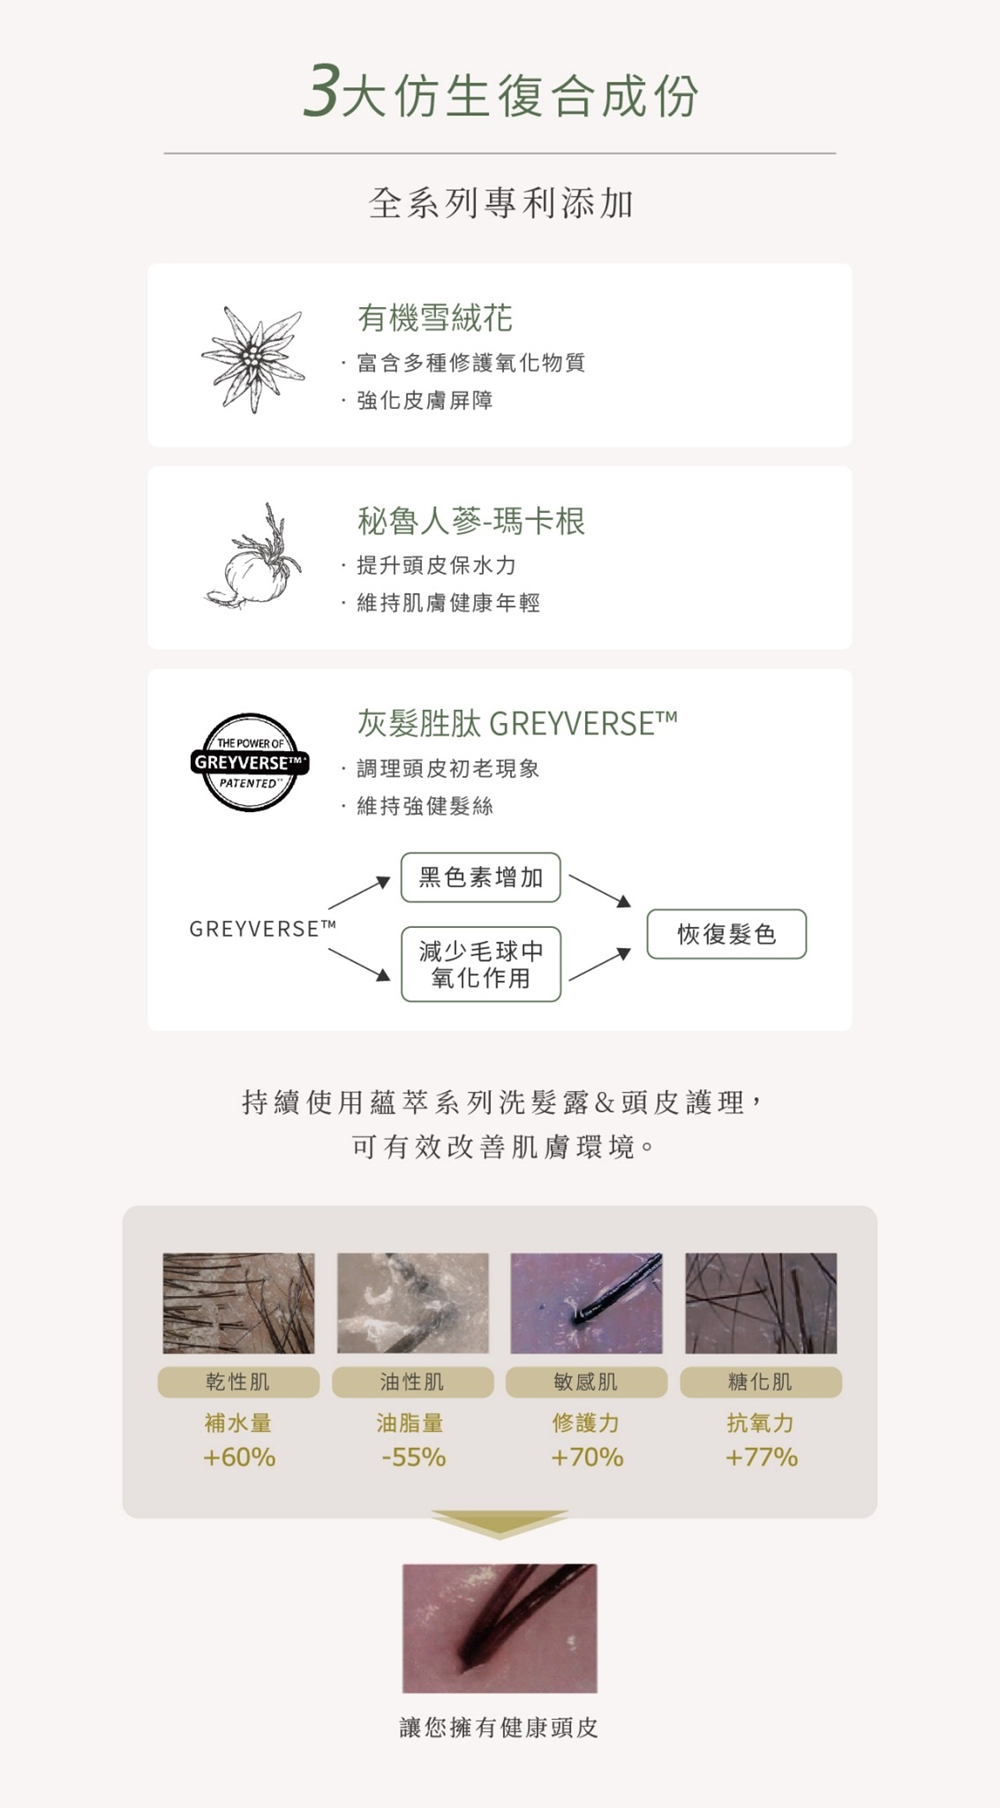 3大仿生復合成份
全系列專利添加
有機雪絨花
· 富含多種修護氧化物質
· 強化皮膚屏障
秘魯人蔘-瑪卡根
· 提升頭皮保水力
· 維持肌膚健康年輕
THE POWER OF
GREYVERSE™*
PATENTED**
灰髮胜肽 GREYVERSE™
· 調理頭皮初老現象
· 維持強健髮絲
GREYVERSE™
黑色素增加
減少毛球中
氧化作用
恢復髮色
持續使用蘊萃系列洗髮露&頭皮護理，
可有效改善肌膚環境。
乾性肌
補水量
+60%
油性肌
油脂量
-55%
敏感肌
修護力
+70%
糖化肌
抗氧力
+77%
讓您擁有健康頭皮